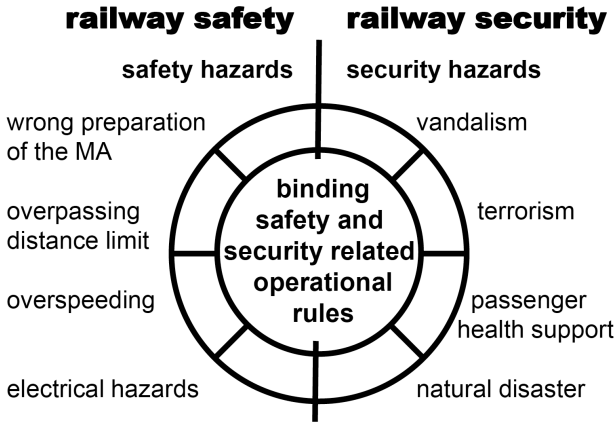 railway safety
railway security
safety hazards
security hazards
wrong preparation
of the MA
overpassing
distance limit
overspeeding
electrical hazards
binding
safety and
security related
operational
rules
vandalism
terrorism
passenger
health support
natural disaster